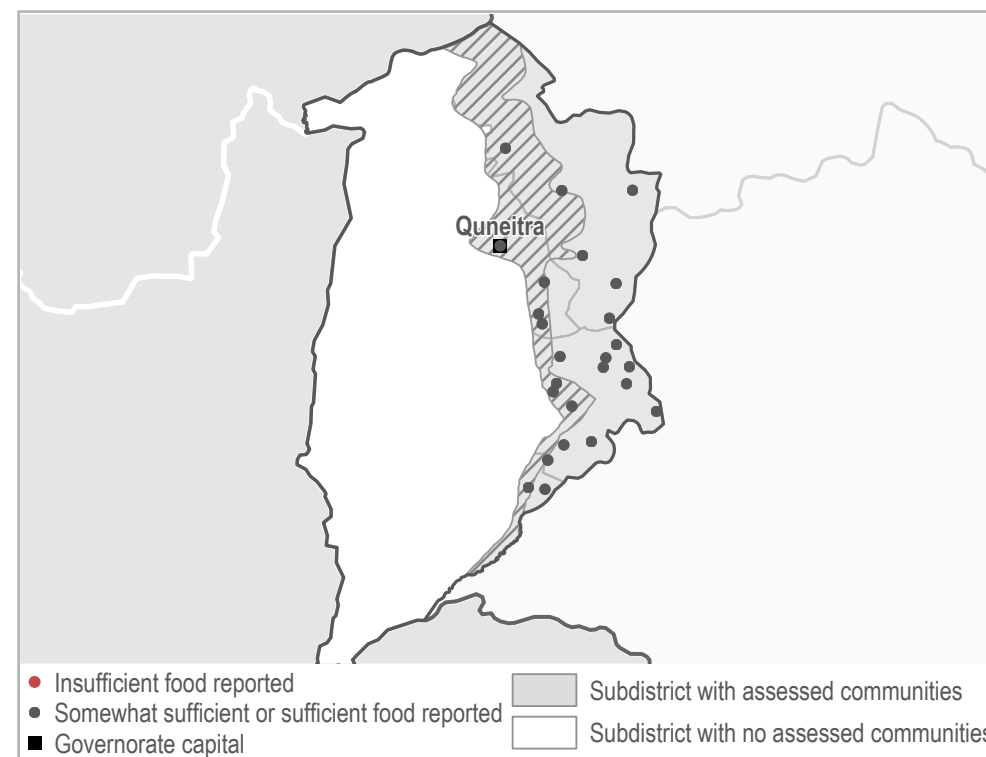 Quneitra
Insufficient food reported
Somewhat sufficient or sufficient food reported
Governorate capital
Subdistrict with assessed communities
Subdistrict with no assessed communities